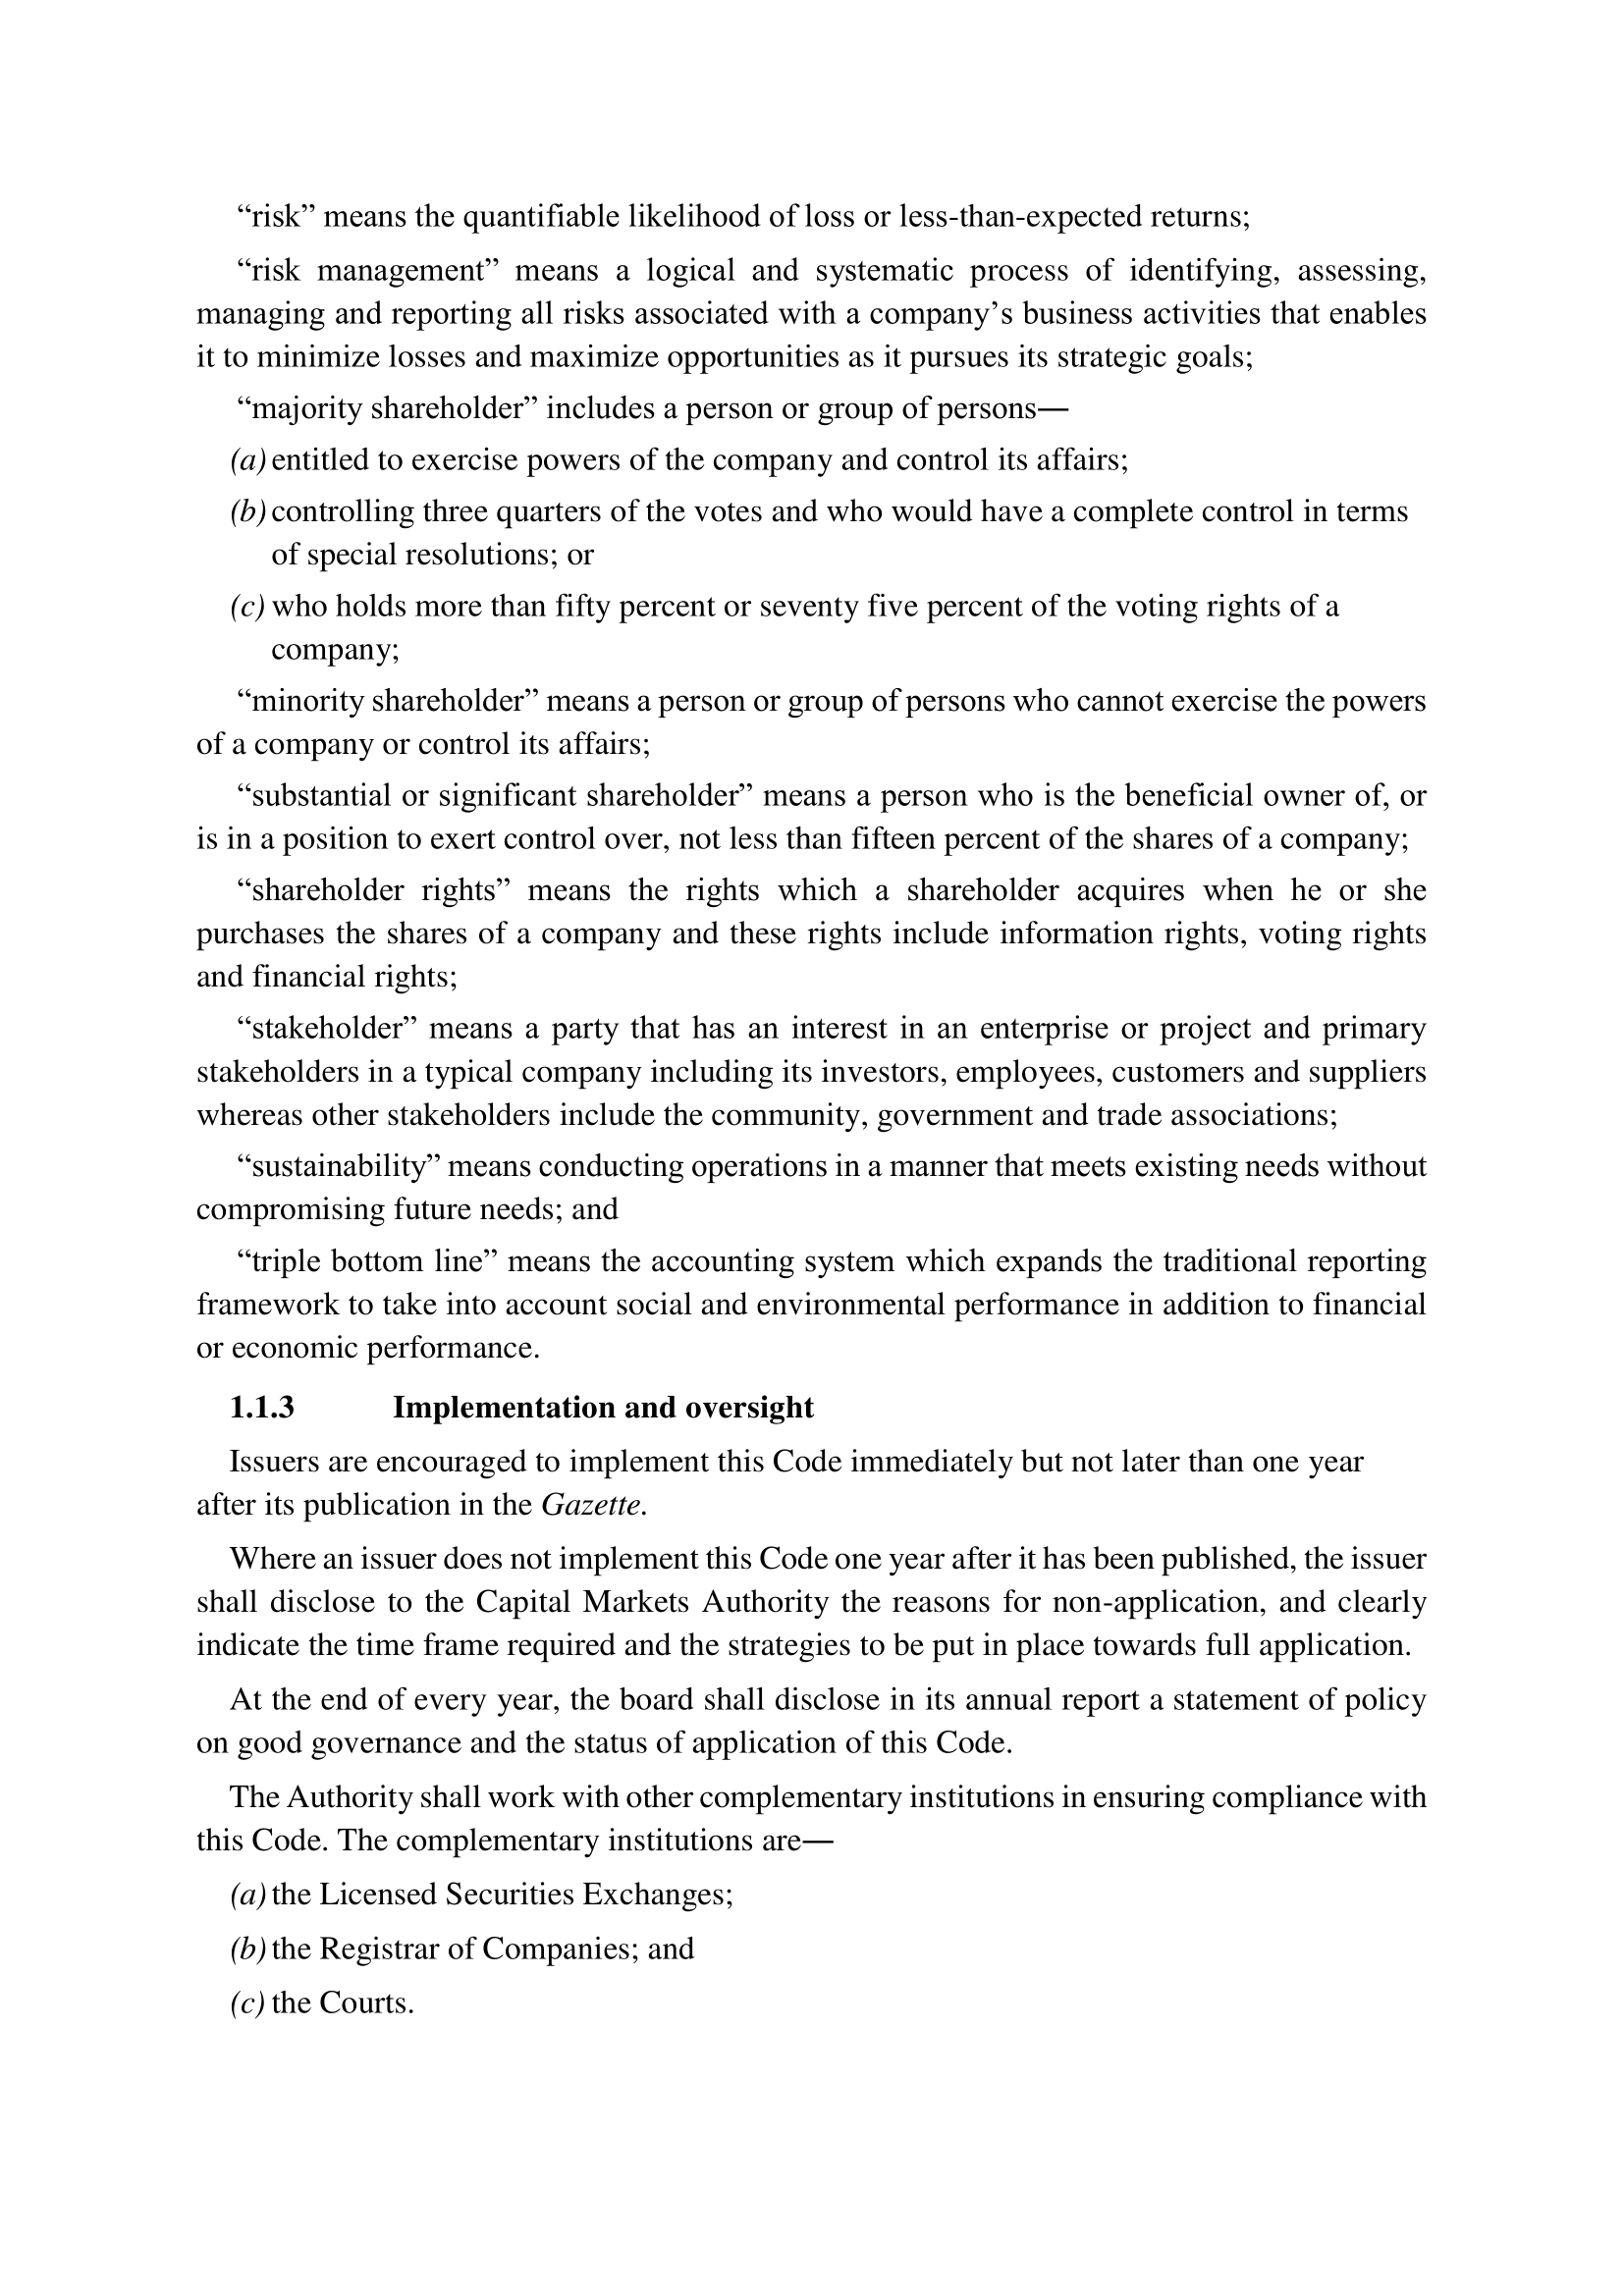 “risk” means the quantifiable likelihood of loss or less-than-expected returns;
“risk management” means a logical and systematic process of identifying, assessing,
managing and reporting all risks associated with a company’s business activities that enables
it to minimize losses and maximize opportunities as it pursues its strategic goals;
“majority shareholder” includes a person or group of persons—
(a) entitled to exercise powers of the company and control its affairs;
(b) controlling three quarters of the votes and who would have a complete control in terms
of special resolutions; or
(c) who holds more than fifty percent or seventy five percent of the voting rights of a
company;
“minority shareholder” means a person or group of persons who cannot exercise the powers
of a company or control its affairs;
“substantial or significant shareholder” means a person who is the beneficial owner of, or
is in a position to exert control over, not less than fifteen percent of the shares of a company;
“shareholder rights” means the rights which a shareholder acquires when he or she
purchases the shares of a company and these rights include information rights, voting rights
and financial rights;
“stakeholder” means a party that has an interest in an enterprise or project and primary
stakeholders in a typical company including its investors, employees, customers and suppliers
whereas other stakeholders include the community, government and trade associations;
“sustainability” means conducting operations in a manner that meets existing needs without
compromising future needs; and
“triple bottom line” means the accounting system which expands the traditional reporting
framework to take into account social and environmental performance in addition to financial
or economic performance.
1.1.3 Implementation and oversight
Issuers are encouraged to implement this Code immediately but not later than one year
after its publication in the Gazette.
Where an issuer does not implement this Code one year after it has been published, the issuer
shall disclose to the Capital Markets Authority the reasons for non-application, and clearly
indicate the time frame required and the strategies to be put in place towards full application.
At the end of every year, the board shall disclose in its annual report a statement of policy
on good governance and the status of application of this Code.
The Authority shall work with other complementary institutions in ensuring compliance with
this Code. The complementary institutions are—
(a) the Licensed Securities Exchanges;
(b) the Registrar of Companies; and
(c) the Courts.